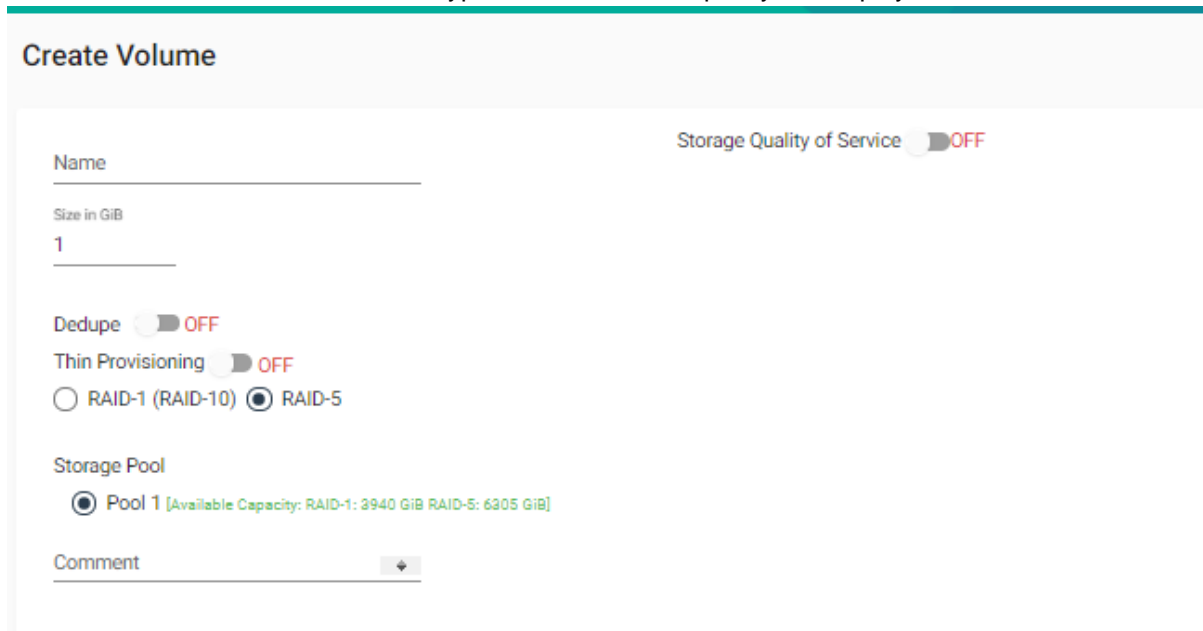 Create Volume
Storage Quality of Service OFF
Name
Size in GiB
1
Dedupe OFF
Thin Provisioning OFF
RAID-1 (RAID-10) RAID-5
Storage Pool
Pool 1 [Available Capacity: RAID-1: 3940 GiB RAID-5: 6305 GiB]
Comment